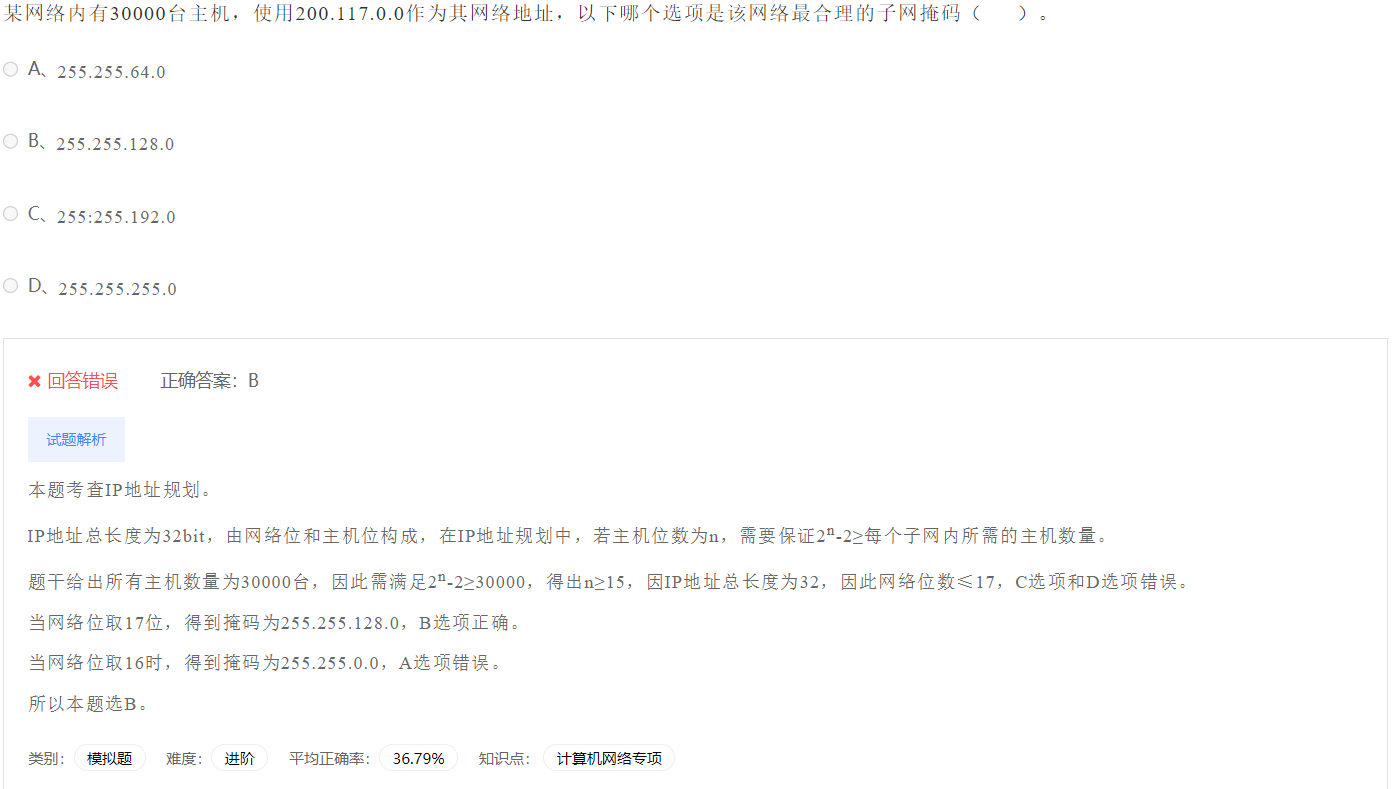 某网络内有30000台主机，使用200.117.0.0作为其网络地址，以下哪个选项是该网络最合理的子网掩码（　　）。
A、255.255.64.0
B、255.255.128.0
C、255:255.192.0
D、255.255.255.0
回答错误 正确答案：B
试题解析
本题考查IP地址规划。
IP地址总长度为32bit，由网络位和主机位构成，在IP地址规划中，若主机位数为n，需要保证2ⁿ-2≥每个子网内所需的主机数量。
题干给出所有主机数量为30000台，因此需满足2ⁿ-2≥30000，得出n≥15，因IP地址总长度为32，因此网络位数≤17，C选项和D选项错误。
当网络位取17位，得到掩码为255.255.128.0，B选项正确。
当网络位取16时，得到掩码为255.255.0.0，A选项错误。
所以本题选B。
类别： 模拟题 难度： 进阶 平均正确率： 36.79% 知识点： 计算机网络专项